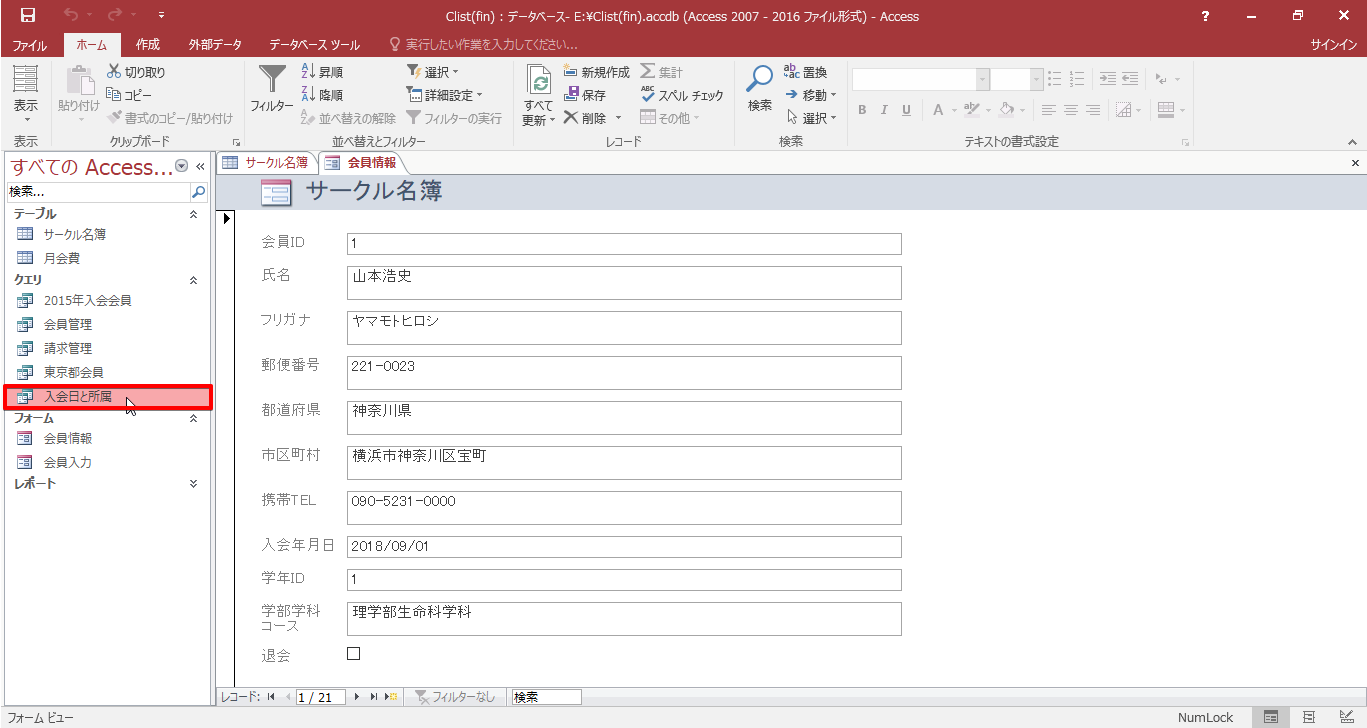 Clist(fin) : データベース- E:¥Clist(fin).accdb (Access 2007 - 2016 ファイル形式) - Access
?
ファイル ホーム 作成 外部データ データベース ツール 実行したい作業を入力してください... サインイン
表示
表示
貼り付け
切り取り
コピー
書式のコピー/貼り付け
クリップボード
フィルター
昇順
降順
並べ替えの解除
選択
詳細設定
フィルターの実行
並べ替えとフィルター
すべて
更新
新規作成
保存
削除
集計
スペル チェック
その他
レコード
検索
置換
移動
選択
検索
B I U
A
テキストの書式設定
すべての Access...
検索...
テーブル
サークル名簿
月会費
クエリ
2015年入会会員
会員管理
請求管理
東京都会員
入会日と所属
フォーム
会員情報
会員入力
レポート
サークル名簿 会員情報
サークル名簿
会員ID 1
氏名 山本浩史
フリガナ ヤマモトヒロシ
郵便番号 221-0023
都道府県 神奈川県
市区町村 横浜市神奈川区宝町
携帯TEL 090-5231-0000
入会年月日 2018/09/01
学年ID 1
学部学科 理学部生命科学科
コース
退会
レコード: 1 / 21 フィルターなし 検索
フォーム ビュー NumLock